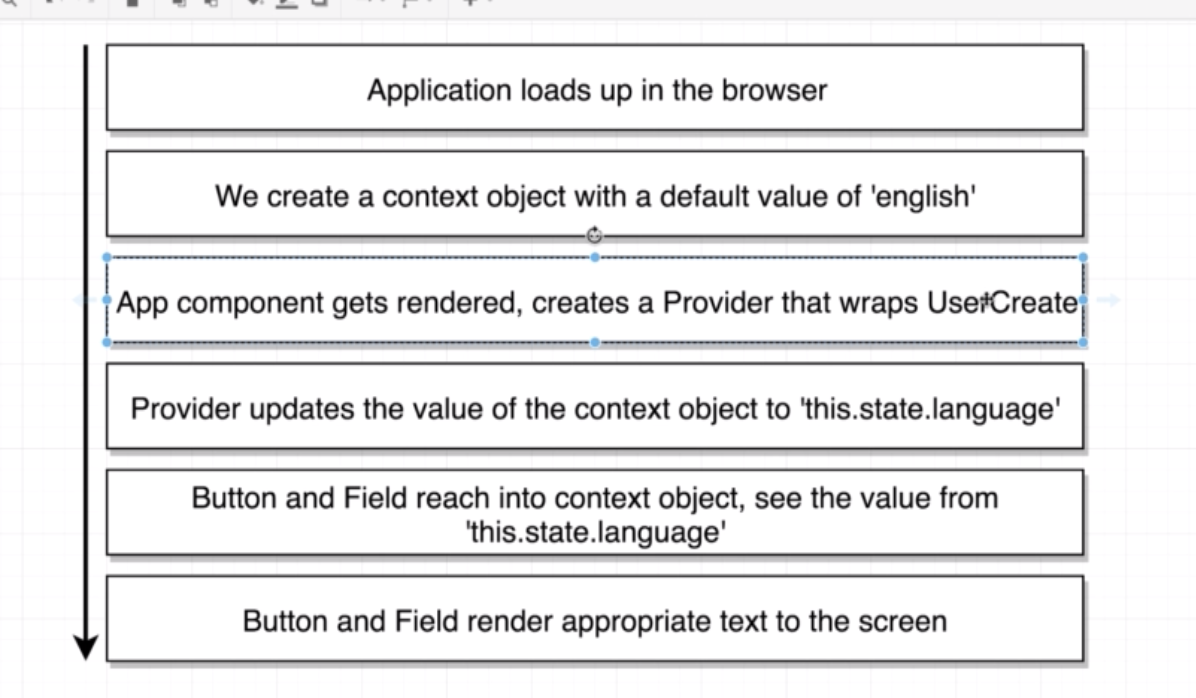 Application loads up in the browser
We create a context object with a default value of 'english'
App component gets rendered, creates a Provider that wraps UserCreate
Provider updates the value of the context object to 'this.state.language'
Button and Field reach into context object, see the value from
'this.state.language'
Button and Field render appropriate text to the screen